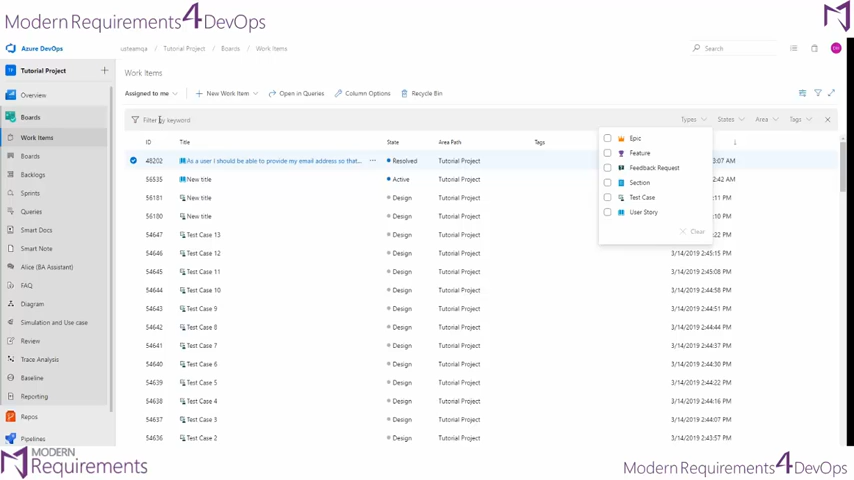 Modern Requirements4DevOps
Azure DevOps
usteamqa / Tutorial Project / Boards / Work Items
Search
Tutorial Project
Work Items
Assigned to me
New Work Item
Open in Queries
Column Options
Recycle Bin
Overview
Boards
Work Items
Boards
Backlogs
Sprints
Queries
Smart Docs
Smart Note
Alice (BA Assistant)
FAQ
Diagram
Simulation and Use case
Review
Trace Analysis
Baseline
Reporting
Repos
Pipelines
Filter by keyword
Types
States
Area
Tags
ID Title State Area Path Tags
48202 As a user I should be able to provide my email address so that... Resolved Tutorial Project 3:07 AM
56535 New title Active Tutorial Project 2:42 AM
56181 New title Design Tutorial Project :11 PM
56180 New title Design Tutorial Project :10 PM
54647 Test Case 13 Design Tutorial Project :22 PM
54646 Test Case 12 Design Tutorial Project 3/14/2019 2:45:15 PM
54645 Test Case 11 Design Tutorial Project 3/14/2019 2:45:08 PM
54644 Test Case 10 Design Tutorial Project 3/14/2019 2:44:58 PM
54643 Test Case 9 Design Tutorial Project 3/14/2019 2:44:51 PM
54642 Test Case 8 Design Tutorial Project 3/14/2019 2:44:44 PM
54641 Test Case 7 Design Tutorial Project 3/14/2019 2:44:37 PM
54640 Test Case 6 Design Tutorial Project 3/14/2019 2:44:30 PM
54639 Test Case 5 Design Tutorial Project 3/14/2019 2:44:23 PM
54638 Test Case 4 Design Tutorial Project 3/14/2019 2:44:16 PM
54637 Test Case 3 Design Tutorial Project 3/14/2019 2:44:09 PM
54636 Test Case 2 Design Tutorial Project 3/14/2019 2:43:57 PM
Epic
Feature
Feedback Request
Section
Test Case
User Story
Clear
MODERN
Requirements
Modern Requirements4DevOps